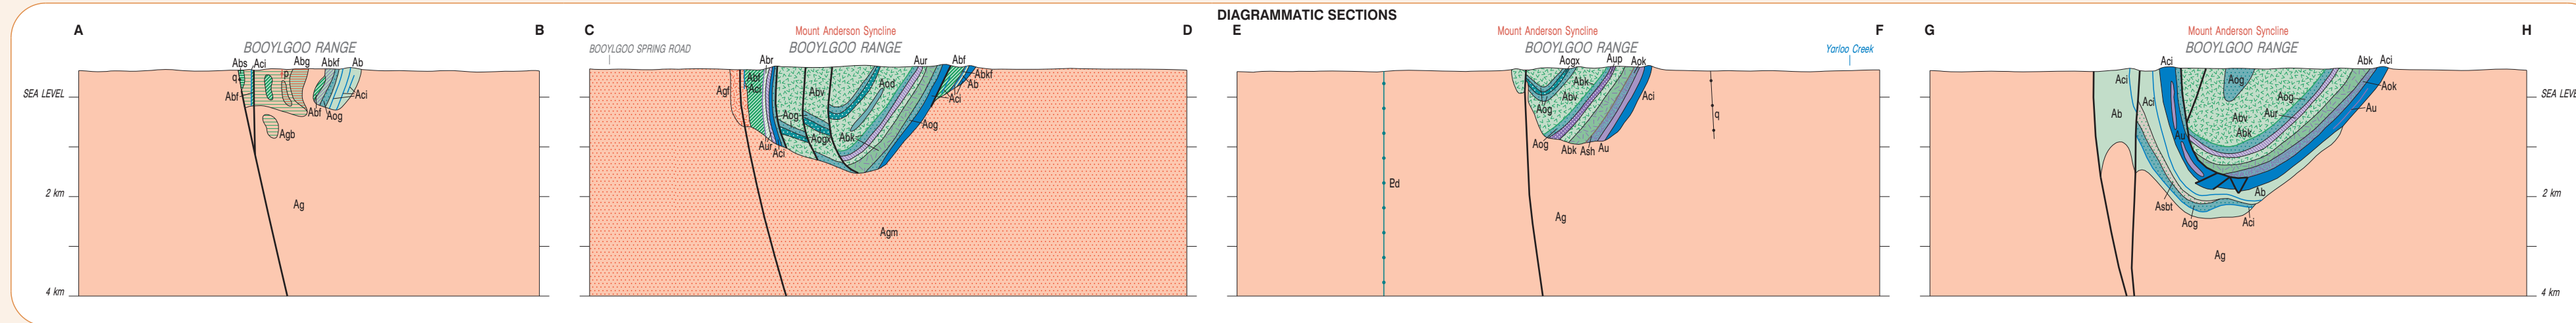 DIAGRAMMATIC SECTIONS
A
B
BOOYLGOO RANGE
Abs
Aci
Abg
Abkf
Ab
q
p
Abf
Aci
Abf
Aog
Agb
Ag
SEA LEVEL
2 km
4 km
C
D
Mount Anderson Syncline
BOOYLGOO SPRING ROAD
BOOYLGOO RANGE
Abr
Aur
Abf
Abkf
Ab
Agf
Abf
Aci
Abv
Aod
Aci
Aog
Aogx
Abk
Aog
Aur
Aci
Agm
E
F
Mount Anderson Syncline
BOOYLGOO RANGE
Yarloo Creek
Aogx
Aup
Aok
Abk
Abv
Aci
Aog
q
Aog
Abk
Ash
Au
Ag
G
H
Mount Anderson Syncline
BOOYLGOO RANGE
Aci
Abk
Aci
Aci
Aog
Aok
Aci
Aog
Au
Ab
Abv
Aur
Au
Abk
Ab
Asbt
Aog
Aci
Ag
2 km
4 km